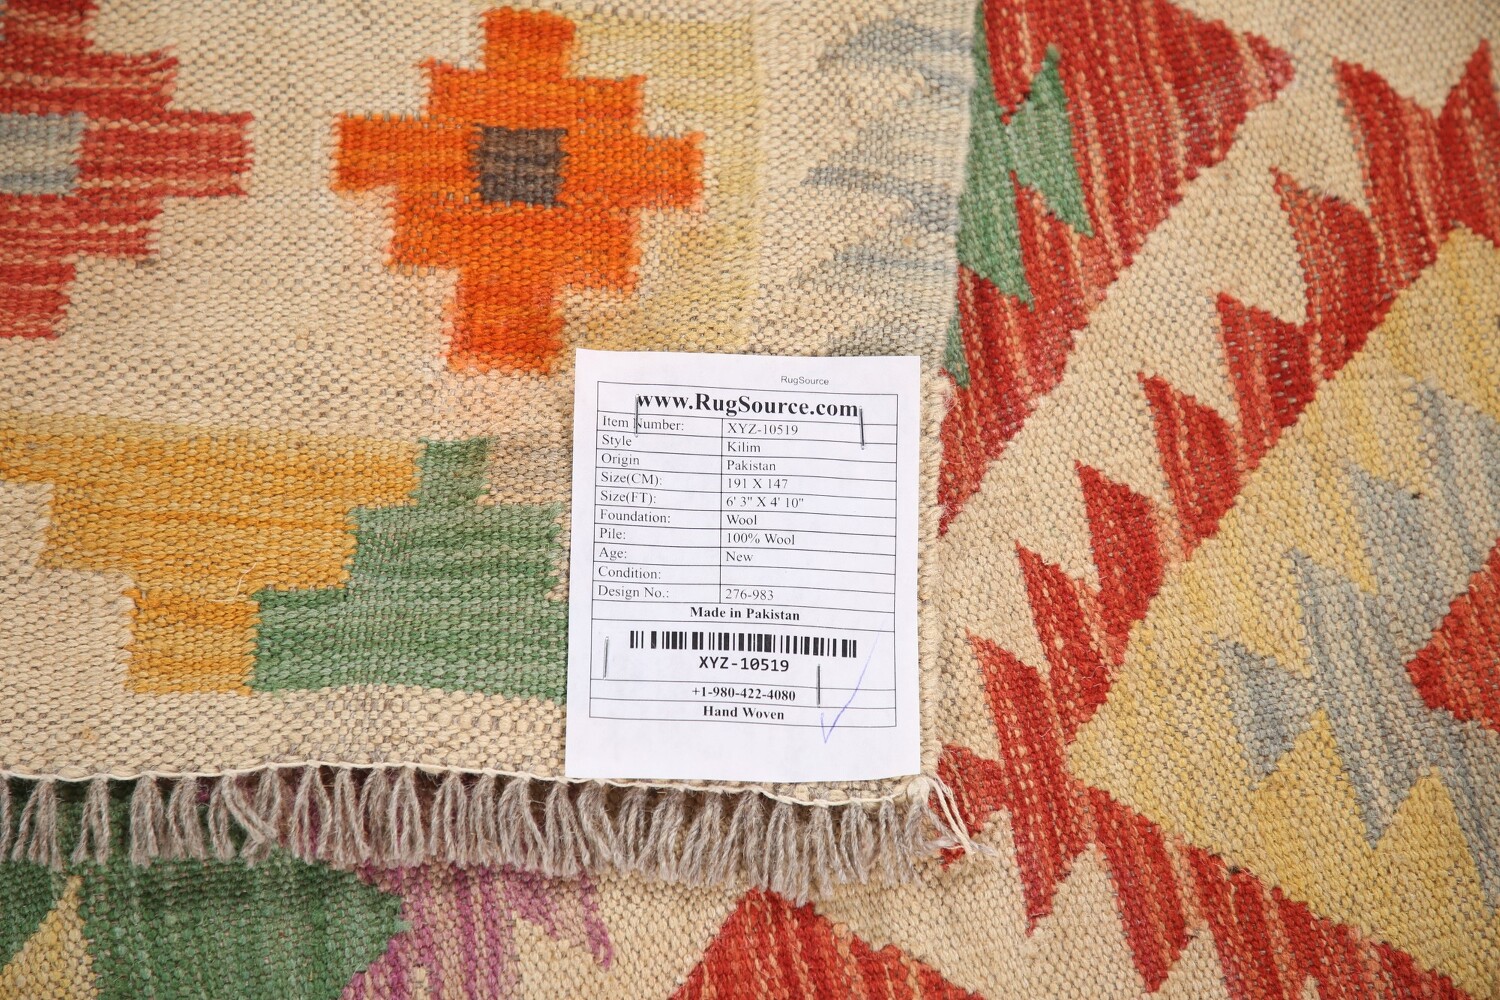 RugSource
www.RugSource.com
Item Number: XYZ-10519
Style Kilim
Origin Pakistan
Size(CM): 191 X 147
Size(FT): 6' 3" X 4' 10"
Foundation: Wool
Pile: 100% Wool
Age: New
Condition:
Design No.: 276-983
Made in Pakistan
XYZ-10519
+1-980-422-4080
Hand Woven